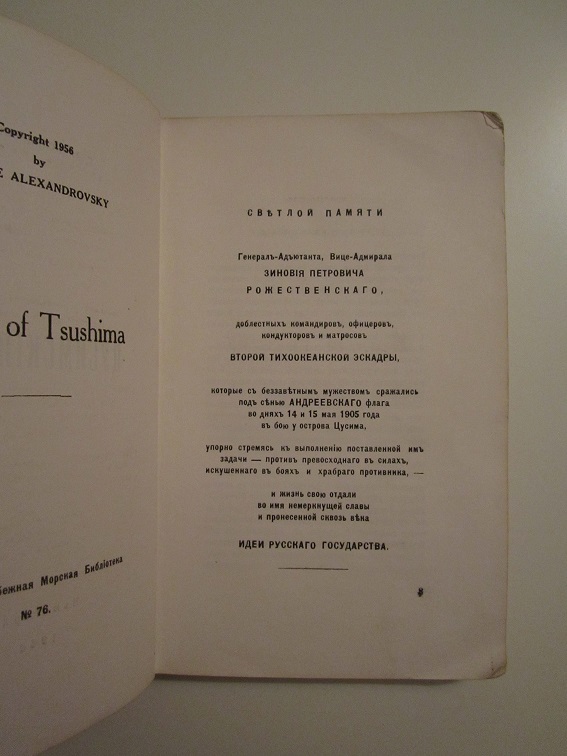 Copyright 1956
by
ALEXANDROVSKY
of Tsushima
Морская Библіотека
№ 76.
СВѢТЛОЙ ПАМЯТИ
Генералъ-Адъютанта, Вице-Адмирала
ЗИНОВІЯ ПЕТРОВИЧА
РОЖЕСТВЕНСКАГО,
доблестныхъ командировъ, офицеровъ,
кондукторовъ и матросовъ
ВТОРОЙ ТИХООКЕАНСКОЙ ЭСКАДРЫ,
которые съ беззавѣтнымъ мужествомъ сражались
подъ сѣнью АНДРЕЕВСКАГО флага
во дняхъ 14 и 15 мая 1905 года
въ бою у острова Цусима,
упорно стремясь къ выполненію поставленной имъ
задачи — противъ превосходнаго въ силахъ,
искушеннаго въ бояхъ и храбраго противника, —
и жизнь свою отдали
во имя немеркнущей славы
и пронесенной сквозь вѣка
ИДЕИ РУССКАГО ГОСУДАРСТВА.